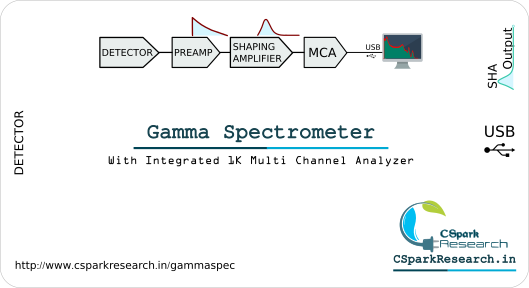 DETECTOR
PREAMP
SHAPING
AMPLIFIER
MCA
USB
SHA Output
DETECTOR
Gamma Spectrometer
With Integrated 1K Multi Channel Analyzer
USB
CSpark
Research
CSparkResearch.in
http://www.csparkresearch.in/gammaspec